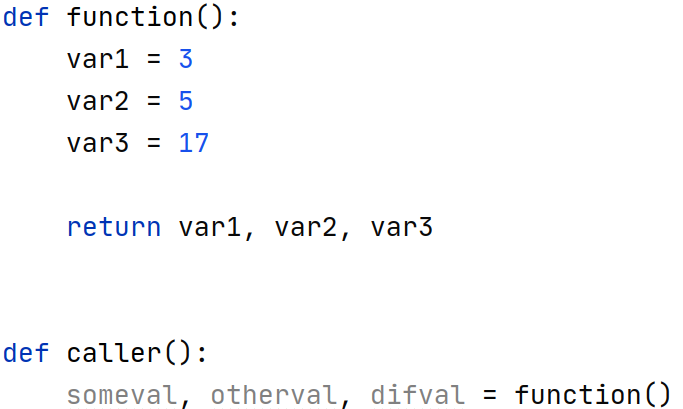 def function():
    var1 = 3
    var2 = 5
    var3 = 17
    return var1, var2, var3
def caller():
    someval, otherval, difval = function()